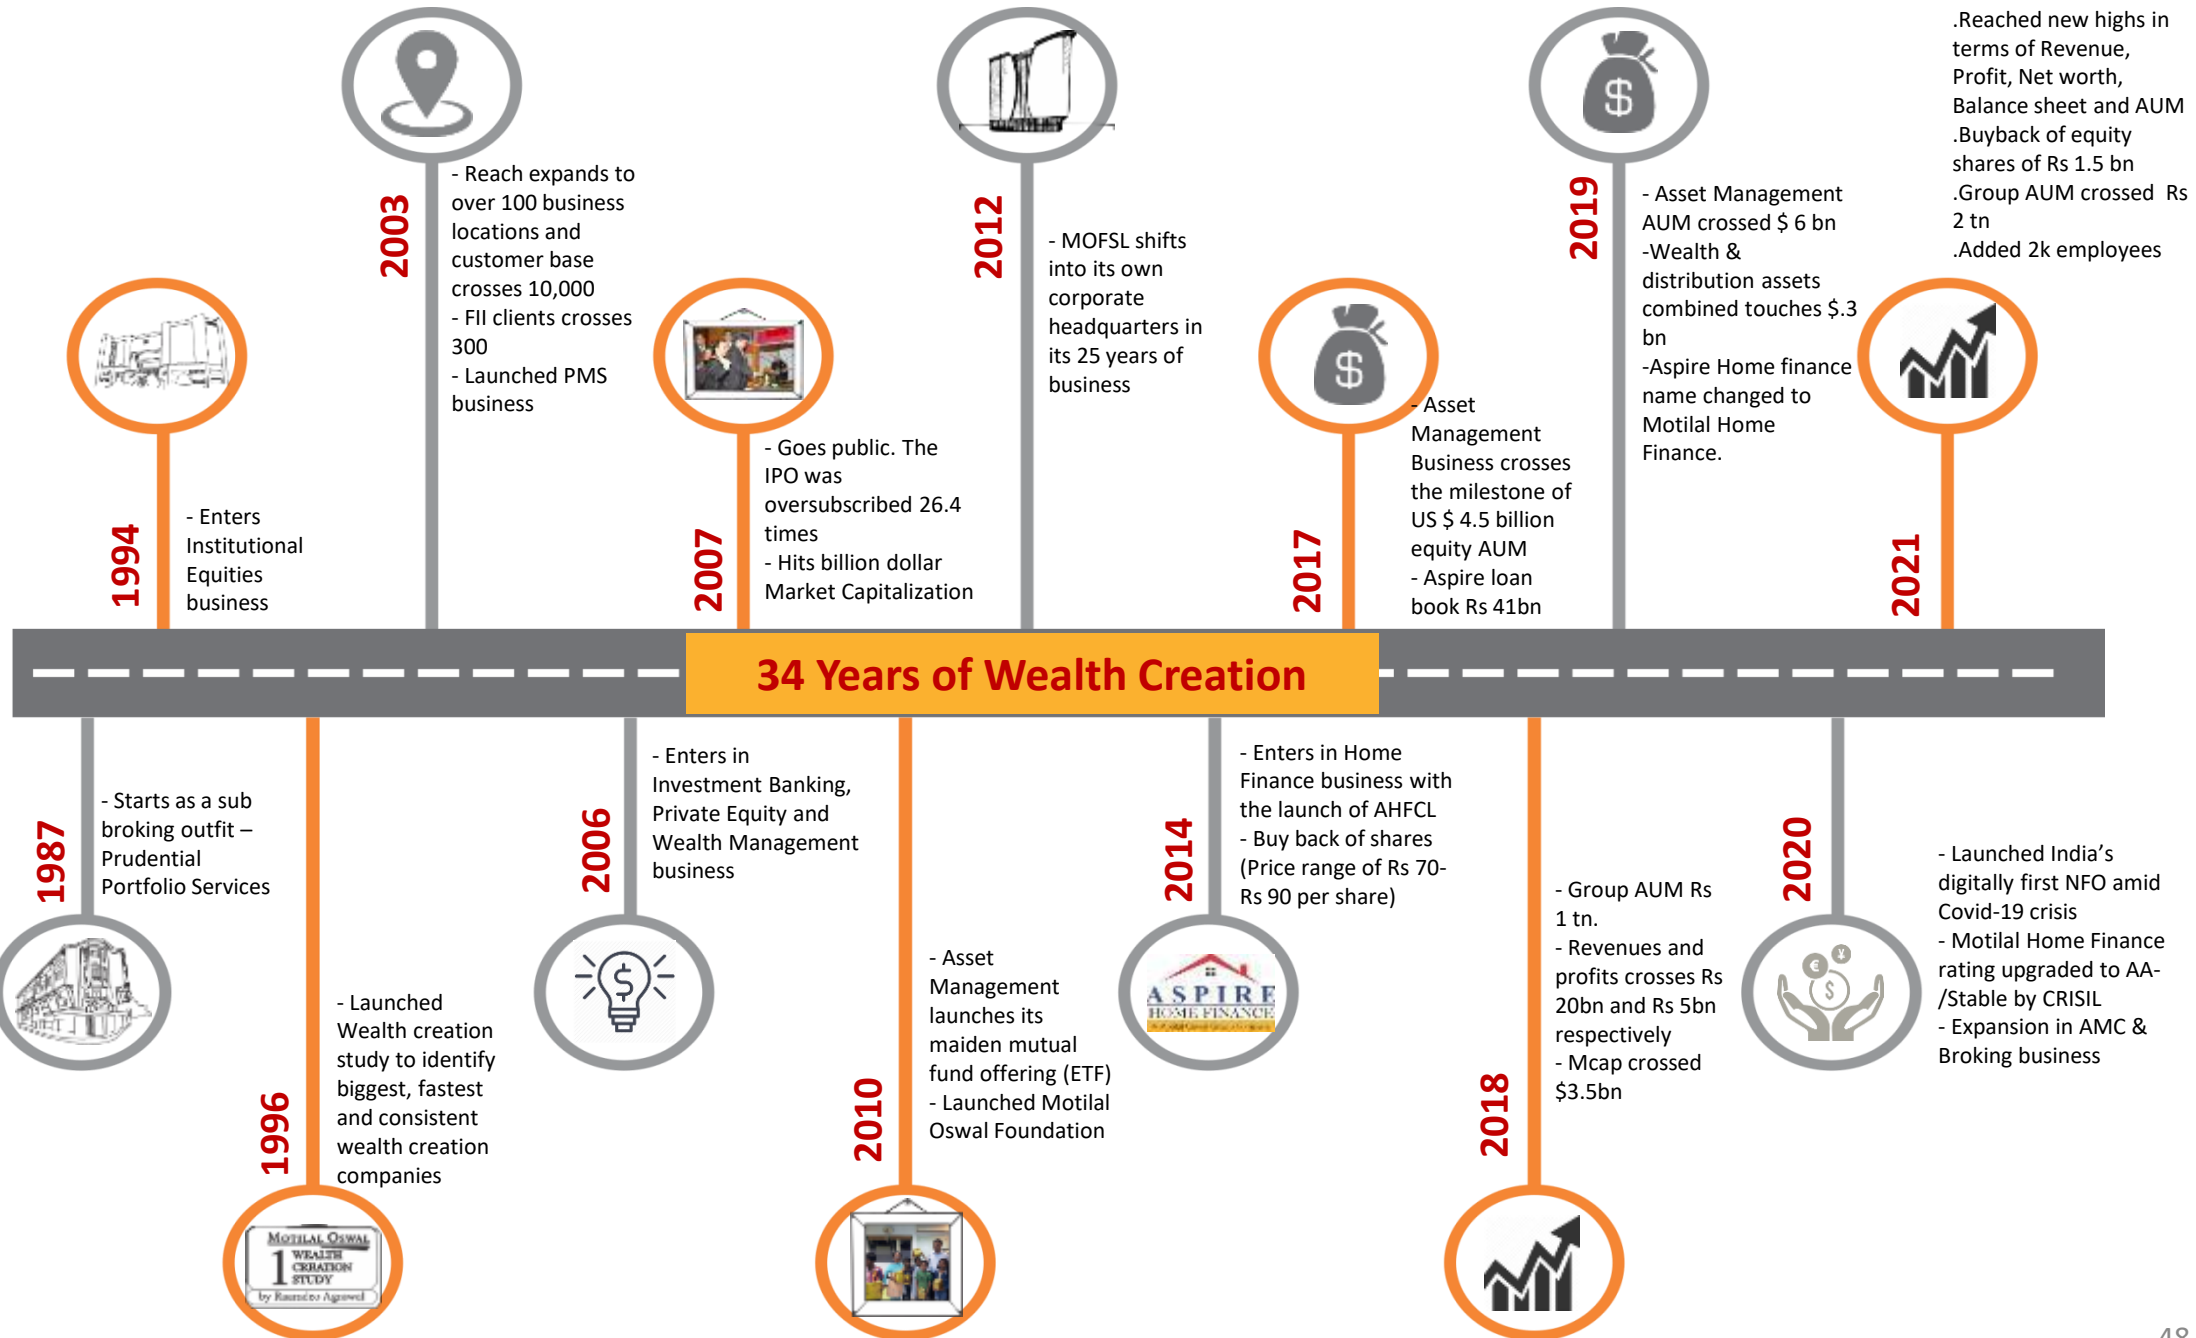 .Reached new highs in
terms of Revenue,
Profit, Net worth,
Balance sheet and AUM
.Buyback of equity
shares of Rs 1.5 bn
.Group AUM crossed Rs
2 tn
.Added 2k employees
2003
- Reach expands to
over 100 business
locations and
customer base
crosses 10,000
- FII clients crosses
300
- Launched PMS
business
2012
- MOFSL shifts
into its own
corporate
headquarters in
its 25 years of
business
2019
- Asset Management
AUM crossed $ 6 bn
-Wealth &
distribution assets
combined touches $.3
bn
-Aspire Home finance
name changed to
Motilal Home
Finance.
1994
- Enters
Institutional
Equities
business
2007
- Goes public. The
IPO was
oversubscribed 26.4
times
- Hits billion dollar
Market Capitalization
2017
- Asset
Management
Business crosses
the milestone of
US $ 4.5 billion
equity AUM
- Aspire loan
book Rs 41bn
2021
34 Years of Wealth Creation
1987
- Starts as a sub
broking outfit –
Prudential
Portfolio Services
1996
- Launched
Wealth creation
study to identify
biggest, fastest
and consistent
wealth creation
companies
MOTILAL OSWAL
1 WEALTH
CREATION
STUDY
by Raamdeo Agrawal
2006
- Enters in
Investment Banking,
Private Equity and
Wealth Management
business
2010
- Asset
Management
launches its
maiden mutual
fund offering (ETF)
- Launched Motilal
Oswal Foundation
2014
- Enters in Home
Finance business with
the launch of AHFCL
- Buy back of shares
(Price range of Rs 70-
Rs 90 per share)
ASPIRE
HOME FINANCE
2018
- Group AUM Rs
1 tn.
- Revenues and
profits crosses Rs
20bn and Rs 5bn
respectively
- Mcap crossed
$3.5bn
2020
- Launched India’s
digitally first NFO amid
Covid-19 crisis
- Motilal Home Finance
rating upgraded to AA-
/Stable by CRISIL
- Expansion in AMC &
Broking business
48